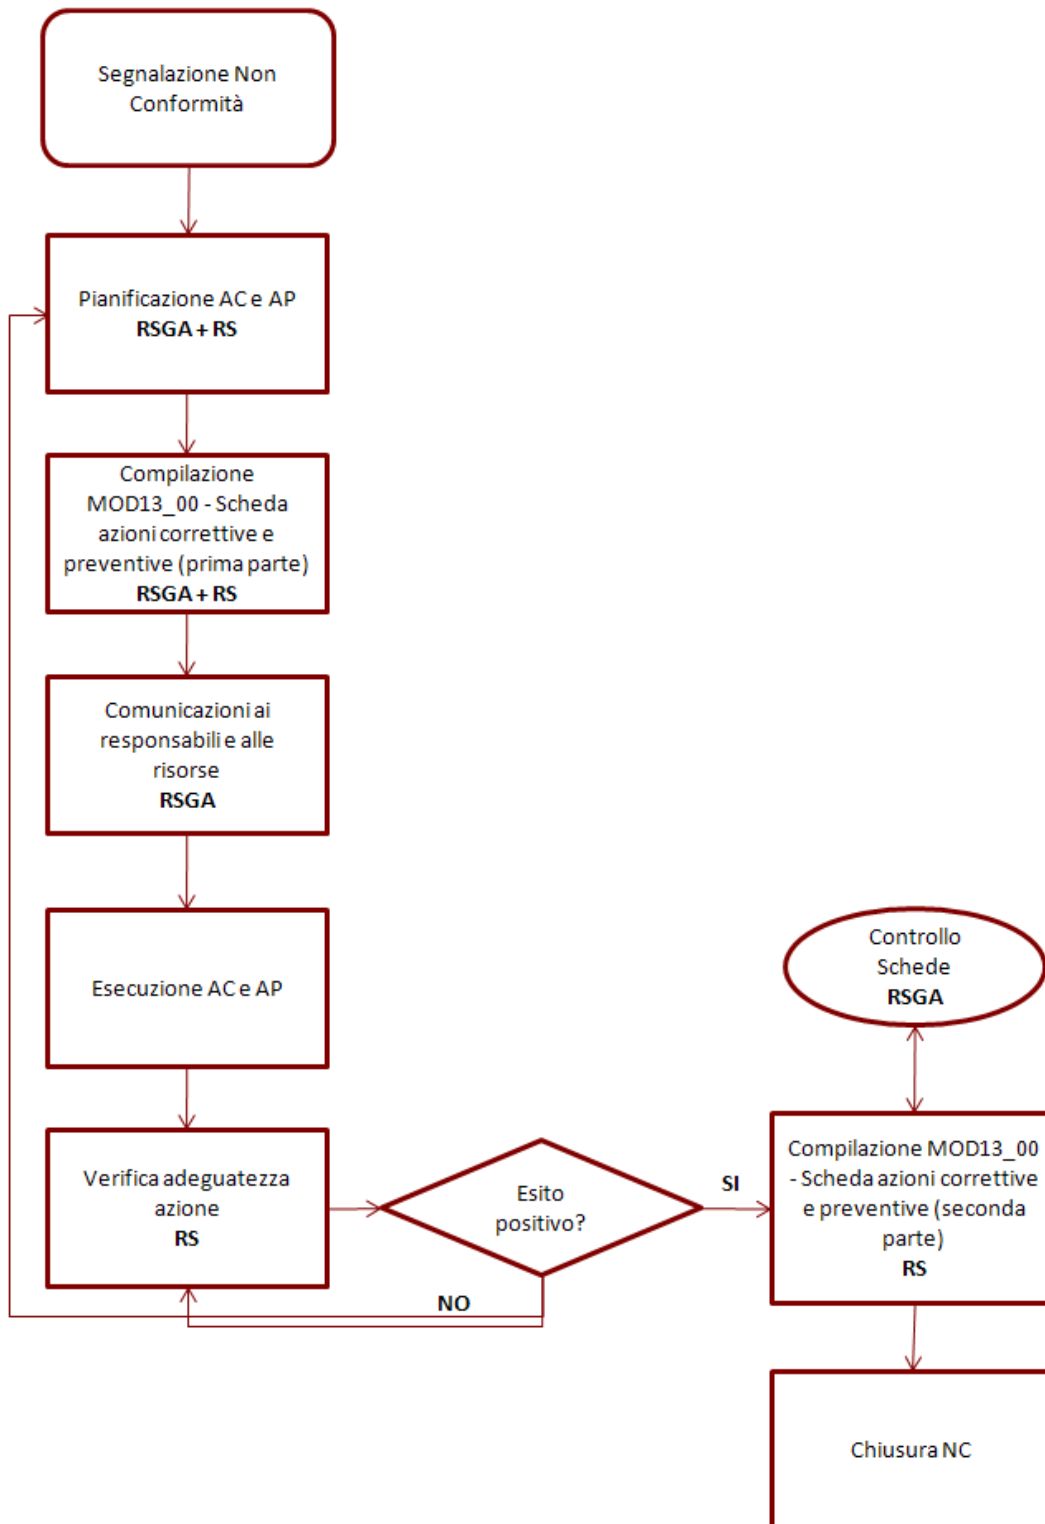 Segnalazione Non
Conformità
Pianificazione AC e AP
RSGA + RS
Compilazione
MOD13_00 - Scheda
azioni correttive e
preventive (prima parte)
RSGA + RS
Comunicazioni ai
responsabili e alle
risorse
RSGA
Esecuzione AC e AP
Verifica adeguatezza
azione
RS
Esito
positivo?
SI
NO
Controllo
Schede
RSGA
Compilazione MOD13_00
- Scheda azioni correttive
e preventive (seconda
parte)
RS
Chiusura NC